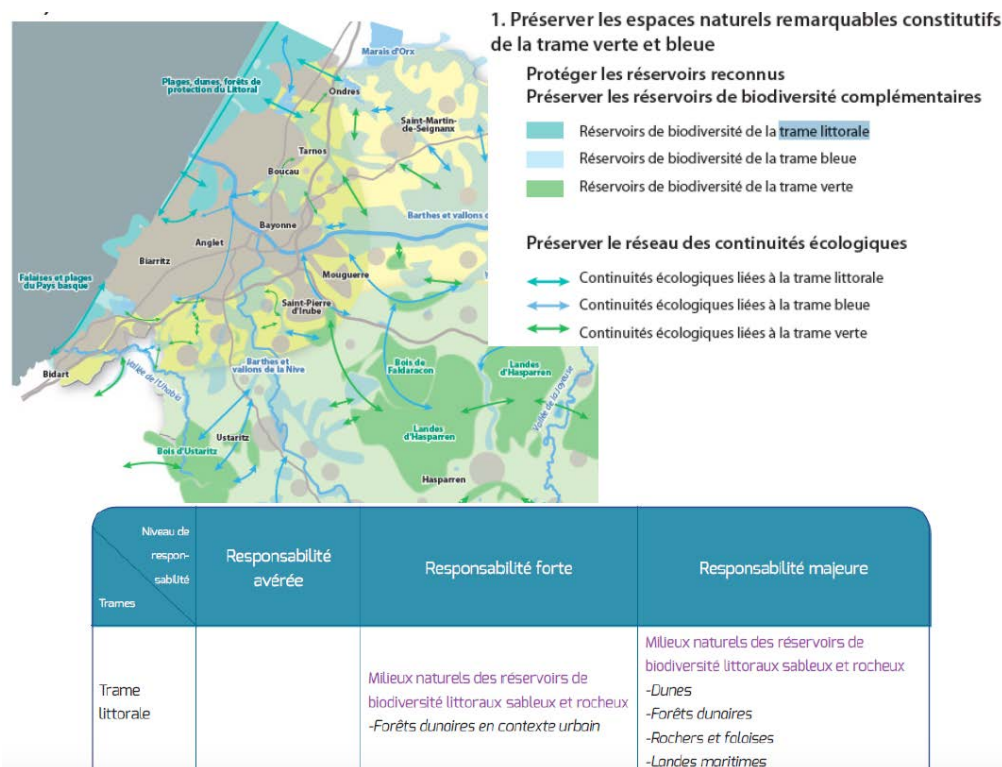 1. Préserver les espaces naturels remarquables constitutifs
de la trame verte et bleue
Protéger les réservoirs reconnus
Préserver les réservoirs de biodiversité complémentaires
Réservoirs de biodiversité de la trame littorale
Réservoirs de biodiversité de la trame bleue
Réservoirs de biodiversité de la trame verte
Préserver le réseau des continuités écologiques
Continuités écologiques liées à la trame littorale
Continuités écologiques liées à la trame bleue
Continuités écologiques liées à la trame verte
Marais d'Orx
Plages, dunes, forêts de
protection du Littoral
Ondres
Saint-Martin-
de-Seignanx
Tarnos
Boucau
Barthes et vallons
Bayonne
Anglet
Biarritz
Mouguerre
Falaises et plages
du Pays basque
Saint-Pierre
d'Irube
Bidart
Vallée de l'Uhabia
Barthes et
vallons de la Nive
Bois de
Faldaracon
Landes
d'Hasparren
Vallée de la Joyeuse
Landes
d'Hasparren
Ustaritz
Bois d'Ustaritz
Hasparren
Niveau de
respon-
sablité
Trames
Responsabilité
avérée
Responsabilité forte
Responsabilité majeure
Trame
littorale
Milieux naturels des réservoirs de
biodiversité littoraux sableux et rocheux
-Forêts dunaires en contexte urbain
Milieux naturels des réservoirs de
biodiversité littoraux sableux et rocheux
-Dunes
-Forêts dunaires
-Rochers et falaises
-Landes maritimes